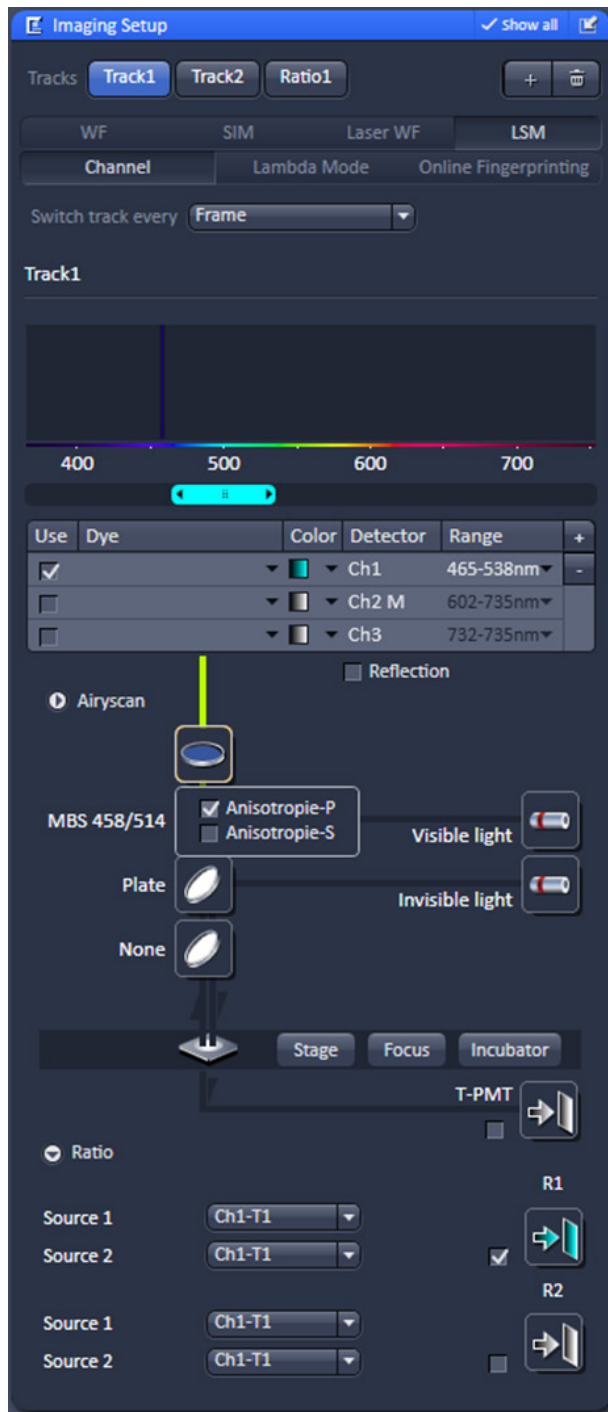 Imaging Setup Show all
Tracks Track1 Track2 Ratio1 +
WF SIM Laser WF LSM
Channel Lambda Mode Online Fingerprinting
Switch track every Frame
Track1
400 500 600 700
Use Dye Color Detector Range +
Ch1 465-538nm -
Ch2 M 602-735nm
Ch3 732-735nm
Reflection
Airyscan
Anisotropie-P
MBS 458/514
Anisotropie-S
Visible light
Plate
Invisible light
None
Stage Focus Incubator
T-PMT
Ratio
R1
Source 1 Ch1-T1
Source 2 Ch1-T1
R2
Source 1 Ch1-T1
Source 2 Ch1-T1